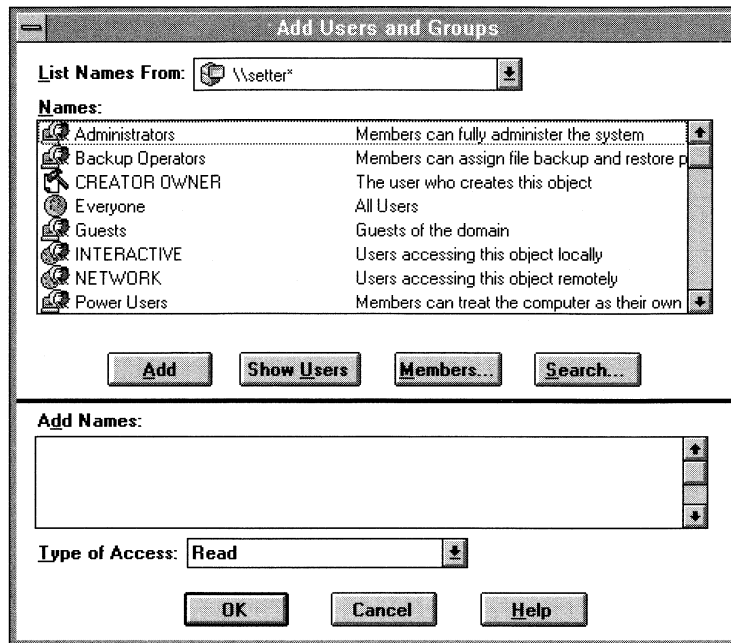 Add Users and Groups
List Names From: \\setter*
Names:
Administrators Members can fully administer the system
Backup Operators Members can assign file backup and restore p
CREATOR OWNER The user who creates this object
Everyone All Users
Guests Guests of the domain
INTERACTIVE Users accessing this object locally
NETWORK Users accessing this object remotely
Power Users Members can treat the computer as their own
Add Show Users Members... Search...
Add Names:
Type of Access: Read
OK Cancel Help